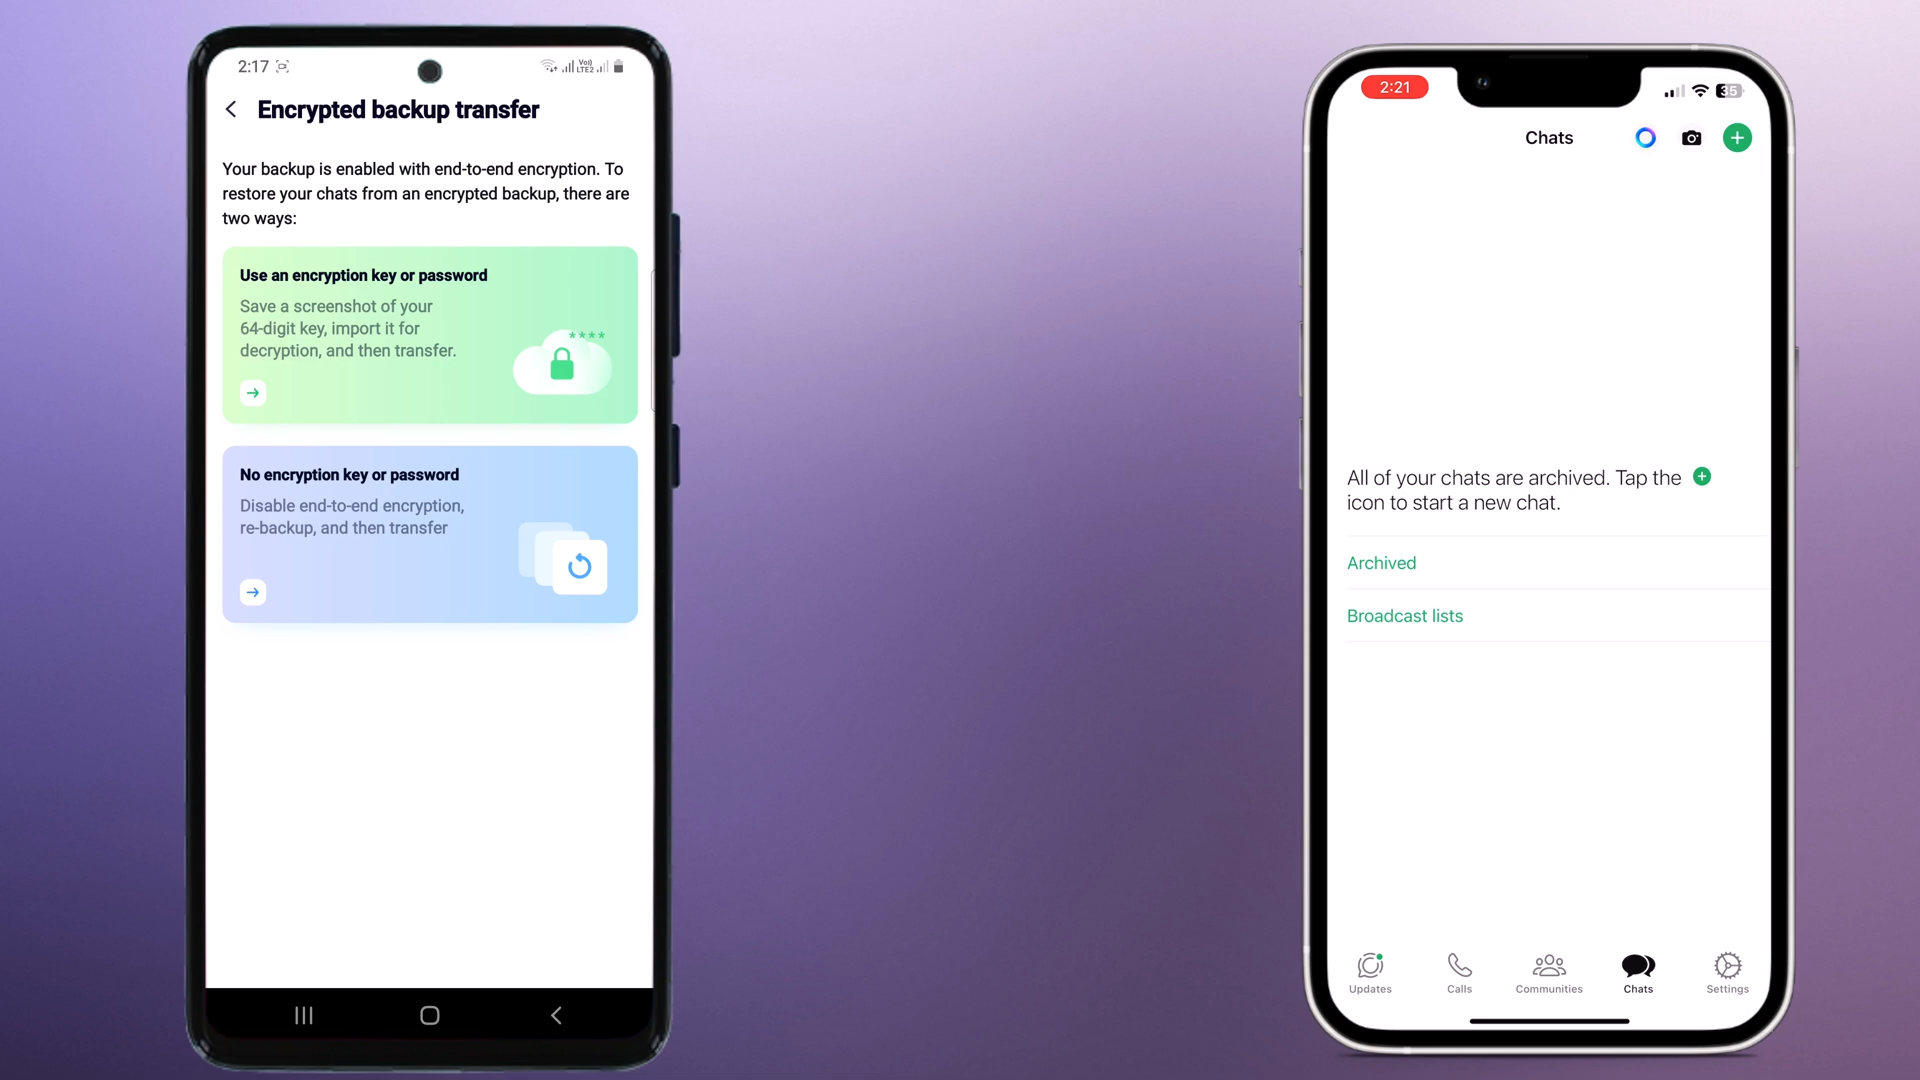 2:17
Vo))
LTE2
Encrypted backup transfer
Your backup is enabled with end-to-end encryption. To
restore your chats from an encrypted backup, there are
two ways:
Use an encryption key or password
Save a screenshot of your
64-digit key, import it for
decryption, and then transfer.
****
No encryption key or password
Disable end-to-end encryption,
re-backup, and then transfer
2:21
35
Chats
All of your chats are archived. Tap the
icon to start a new chat.
Archived
Broadcast lists
Updates
Calls
Communities
Chats
Settings